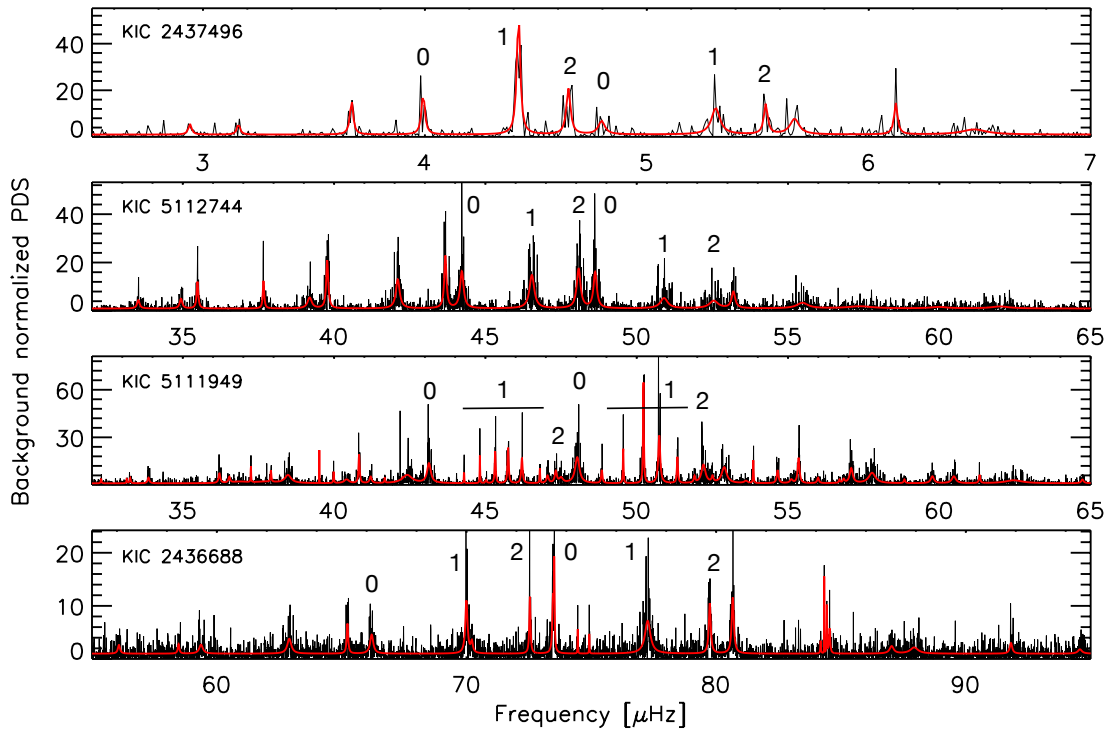 KIC 2437496
40
20
0
0 1 2 0 1 2
3 4 5 6 7
KIC 5112744
40
20
0
0 1 2 0 1 2
35 40 45 50 55 60 65
KIC 5111949
60
30
0 1 2 0 1 2
35 40 45 50 55 60 65
KIC 2436688
20
10
0
0 1 2 0 1 2
60 70 80 90
Frequency [μHz]
Background normalized PDS